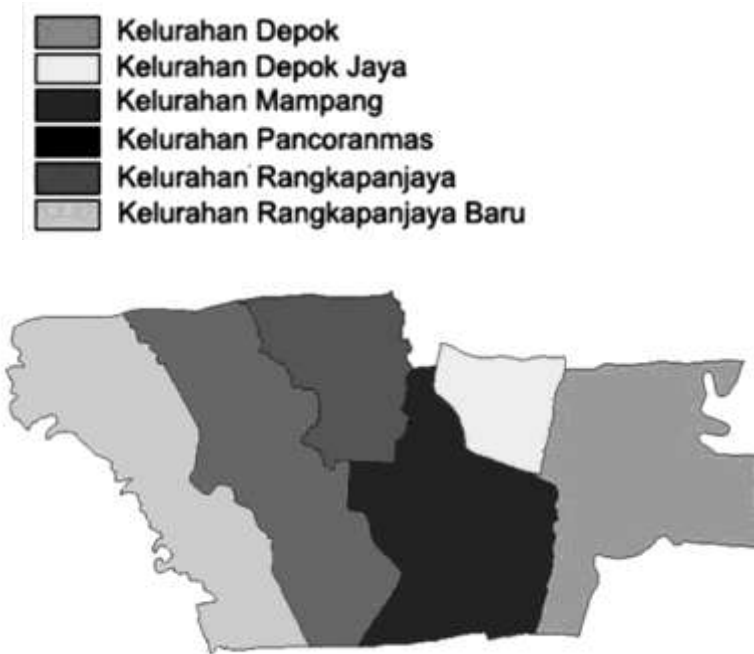 Kelurahan Depok
Kelurahan Depok Jaya
Kelurahan Mampang
Kelurahan Pancoranmas
Kelurahan Rangkapanjaya
Kelurahan Rangkapanjaya Baru